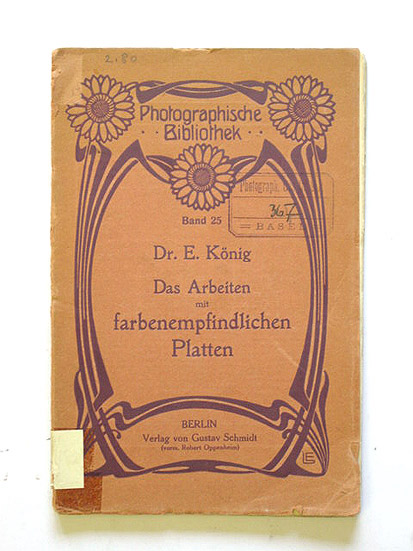 2.80
Photographische
Bibliothek
Band 25
Photograph.
367
BASEL
Dr. E. König
Das Arbeiten
mit
farbenempfindlichen
Platten
BERLIN
Verlag von Gustav Schmidt
(vorm. Robert Oppenheim)